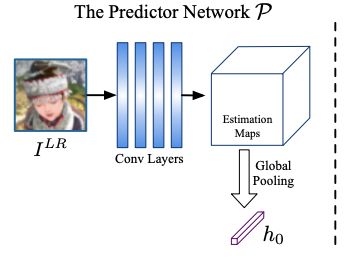 The Predictor Network 𝒫
Estimation
Maps
Conv Layers
I^{LR}
Global
Pooling
h_0